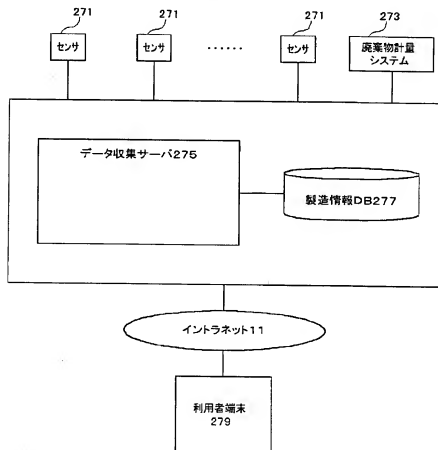 271
271
271
273
センサ
センサ
······
センサ
廃棄物計量
システム
データ収集サーバ275
製造情報DB277
イントラネット11
利用者端末
279